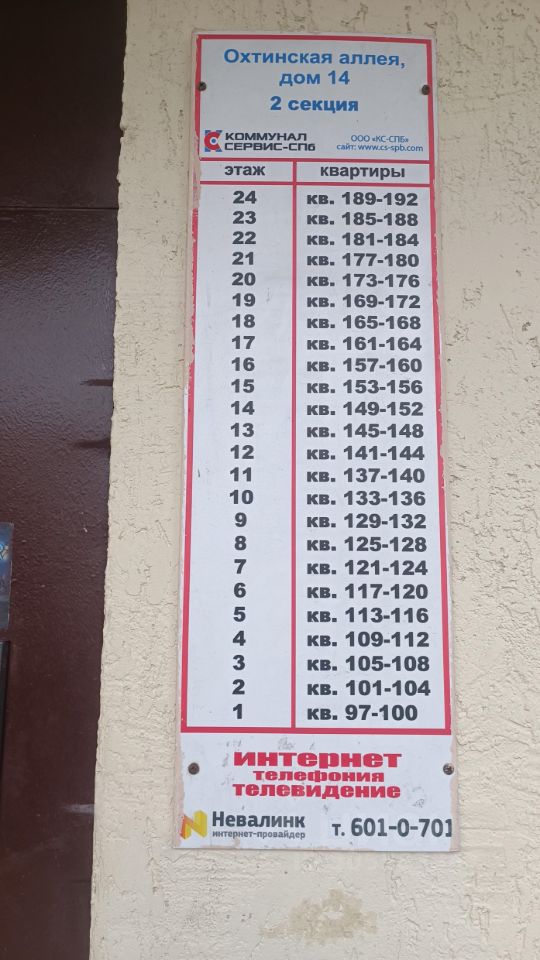 Охтинская аллея,
дом 14
2 секция
КОММУНАЛ
СЕРВИС-СПб
ООО «КС-СПБ»
сайт: www.cs-spb.com
этаж квартиры
24 кв. 189-192
23 кв. 185-188
22 кв. 181-184
21 кв. 177-180
20 кв. 173-176
19 кв. 169-172
18 кв. 165-168
17 кв. 161-164
16 кв. 157-160
15 кв. 153-156
14 кв. 149-152
13 кв. 145-148
12 кв. 141-144
11 кв. 137-140
10 кв. 133-136
9 кв. 129-132
8 кв. 125-128
7 кв. 121-124
6 кв. 117-120
5 кв. 113-116
4 кв. 109-112
3 кв. 105-108
2 кв. 101-104
1 кв. 97-100
интернет
телефония
телевидение
Невалинк
интернет-провайдер
т. 601-0-701